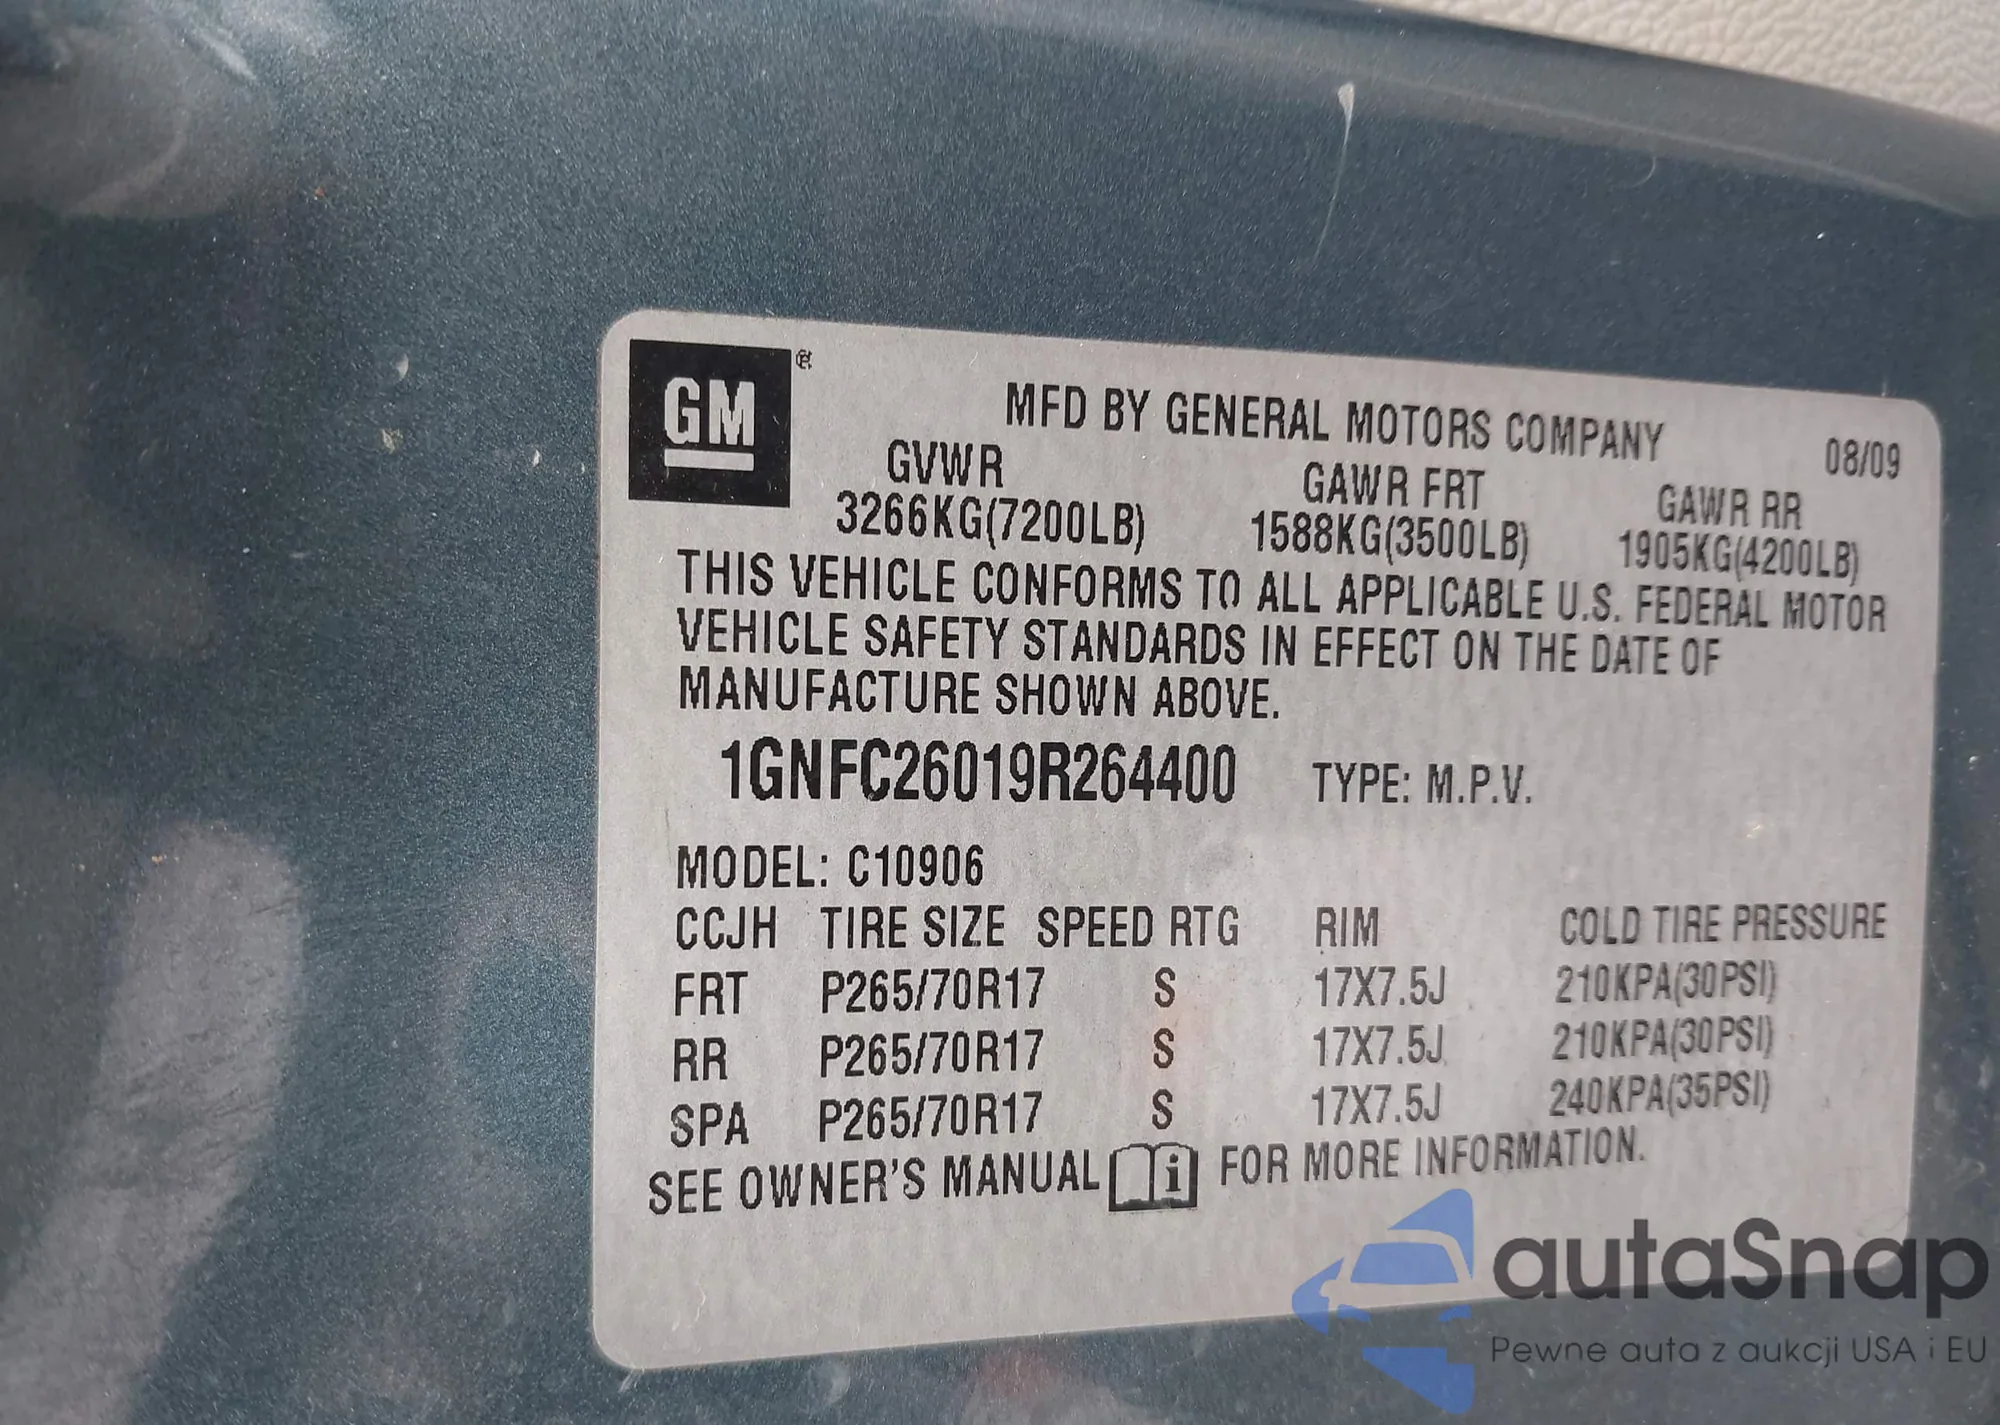 GM ®
MFD BY GENERAL MOTORS COMPANY
08/09
GVWR GAWR FRT GAWR RR
3266KG(7200LB) 1588KG(3500LB) 1905KG(4200LB)
THIS VEHICLE CONFORMS TO ALL APPLICABLE U.S. FEDERAL MOTOR
VEHICLE SAFETY STANDARDS IN EFFECT ON THE DATE OF
MANUFACTURE SHOWN ABOVE.
1GNFC26019R264400 TYPE: M.P.V.
MODEL: C10906
CCJH TIRE SIZE SPEED RTG RIM COLD TIRE PRESSURE
FRT P265/70R17 S 17X7.5J 210KPA(30PSI)
RR P265/70R17 S 17X7.5J 210KPA(30PSI)
SPA P265/70R17 S 17X7.5J 240KPA(35PSI)
SEE OWNER'S MANUAL i FOR MORE INFORMATION.
autaSnap
Pewne auta z aukcji USA i EU